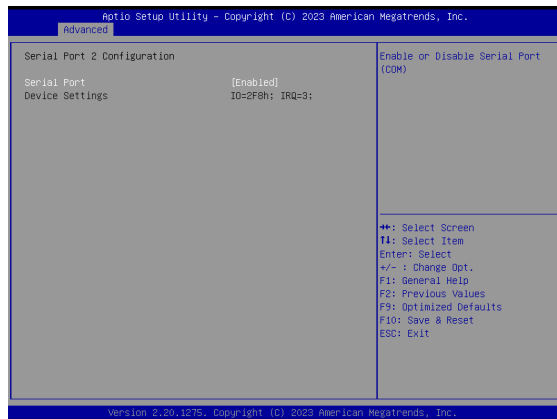 Aptio Setup Utility – Copyright (C) 2023 American Megatrends, Inc.
Advanced
Serial Port 2 Configuration
Serial Port [Enabled]
Device Settings IO=2F8h; IRQ=3;
Enable or Disable Serial Port
(COM)
→←: Select Screen
↑↓: Select Item
Enter: Select
+/- : Change Opt.
F1: General Help
F2: Previous Values
F9: Optimized Defaults
F10: Save & Reset
ESC: Exit
Version 2.20.1275. Copyright (C) 2023 American Megatrends, Inc.